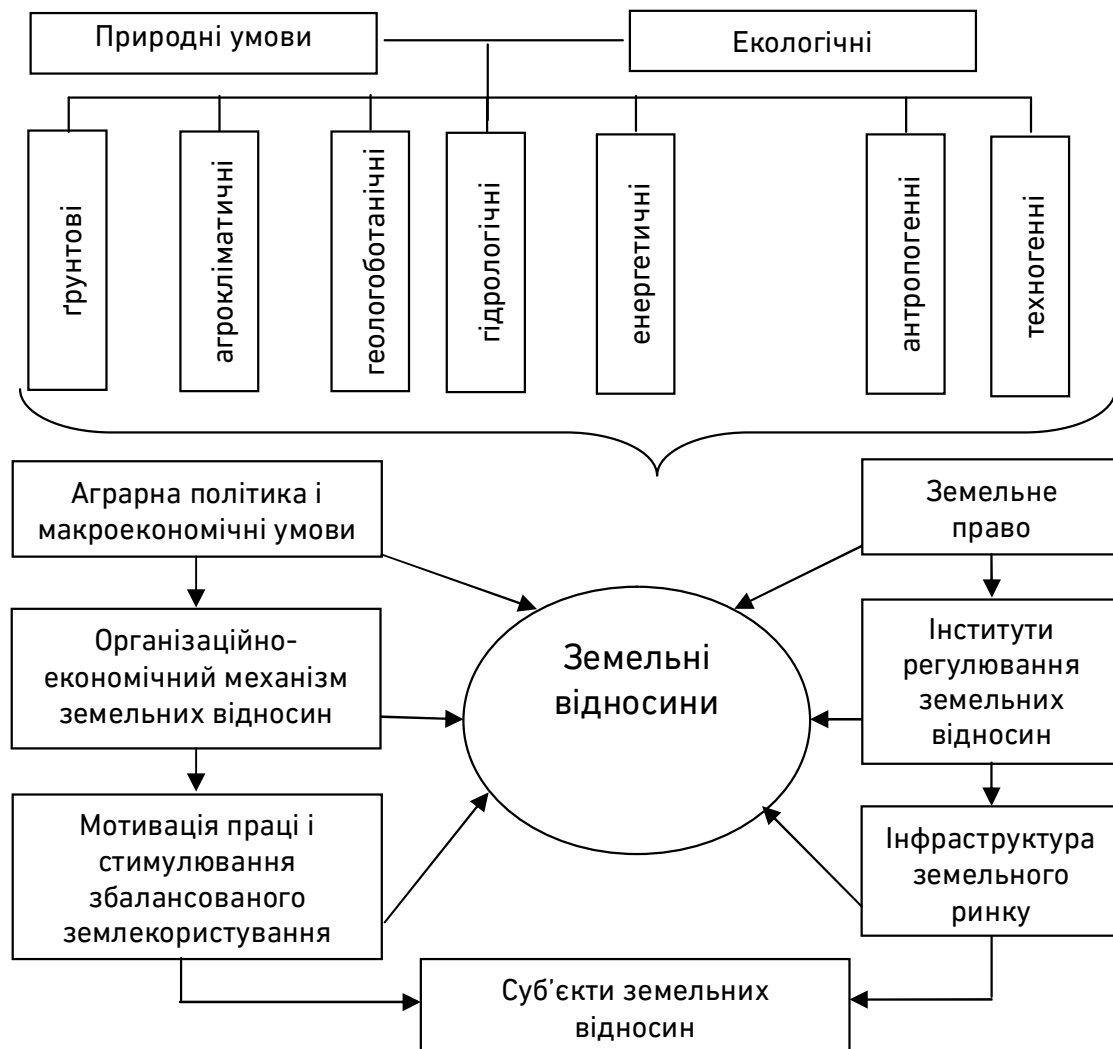 Природні умови
Екологічні
ґрунтові
агрокліматичні
геологоботанічні
гідрологічні
енергетичні
антропогенні
техногенні
Аграрна політика і
макроекономічні умови
Земельне
право
Організаційно-
економічний механізм
земельних відносин
Земельні
відносини
Інститути
регулювання
земельних
відносин
Мотивація праці і
стимулювання
збалансованого
землекористування
Інфраструктура
земельного
ринку
Суб’єкти земельних
відносин